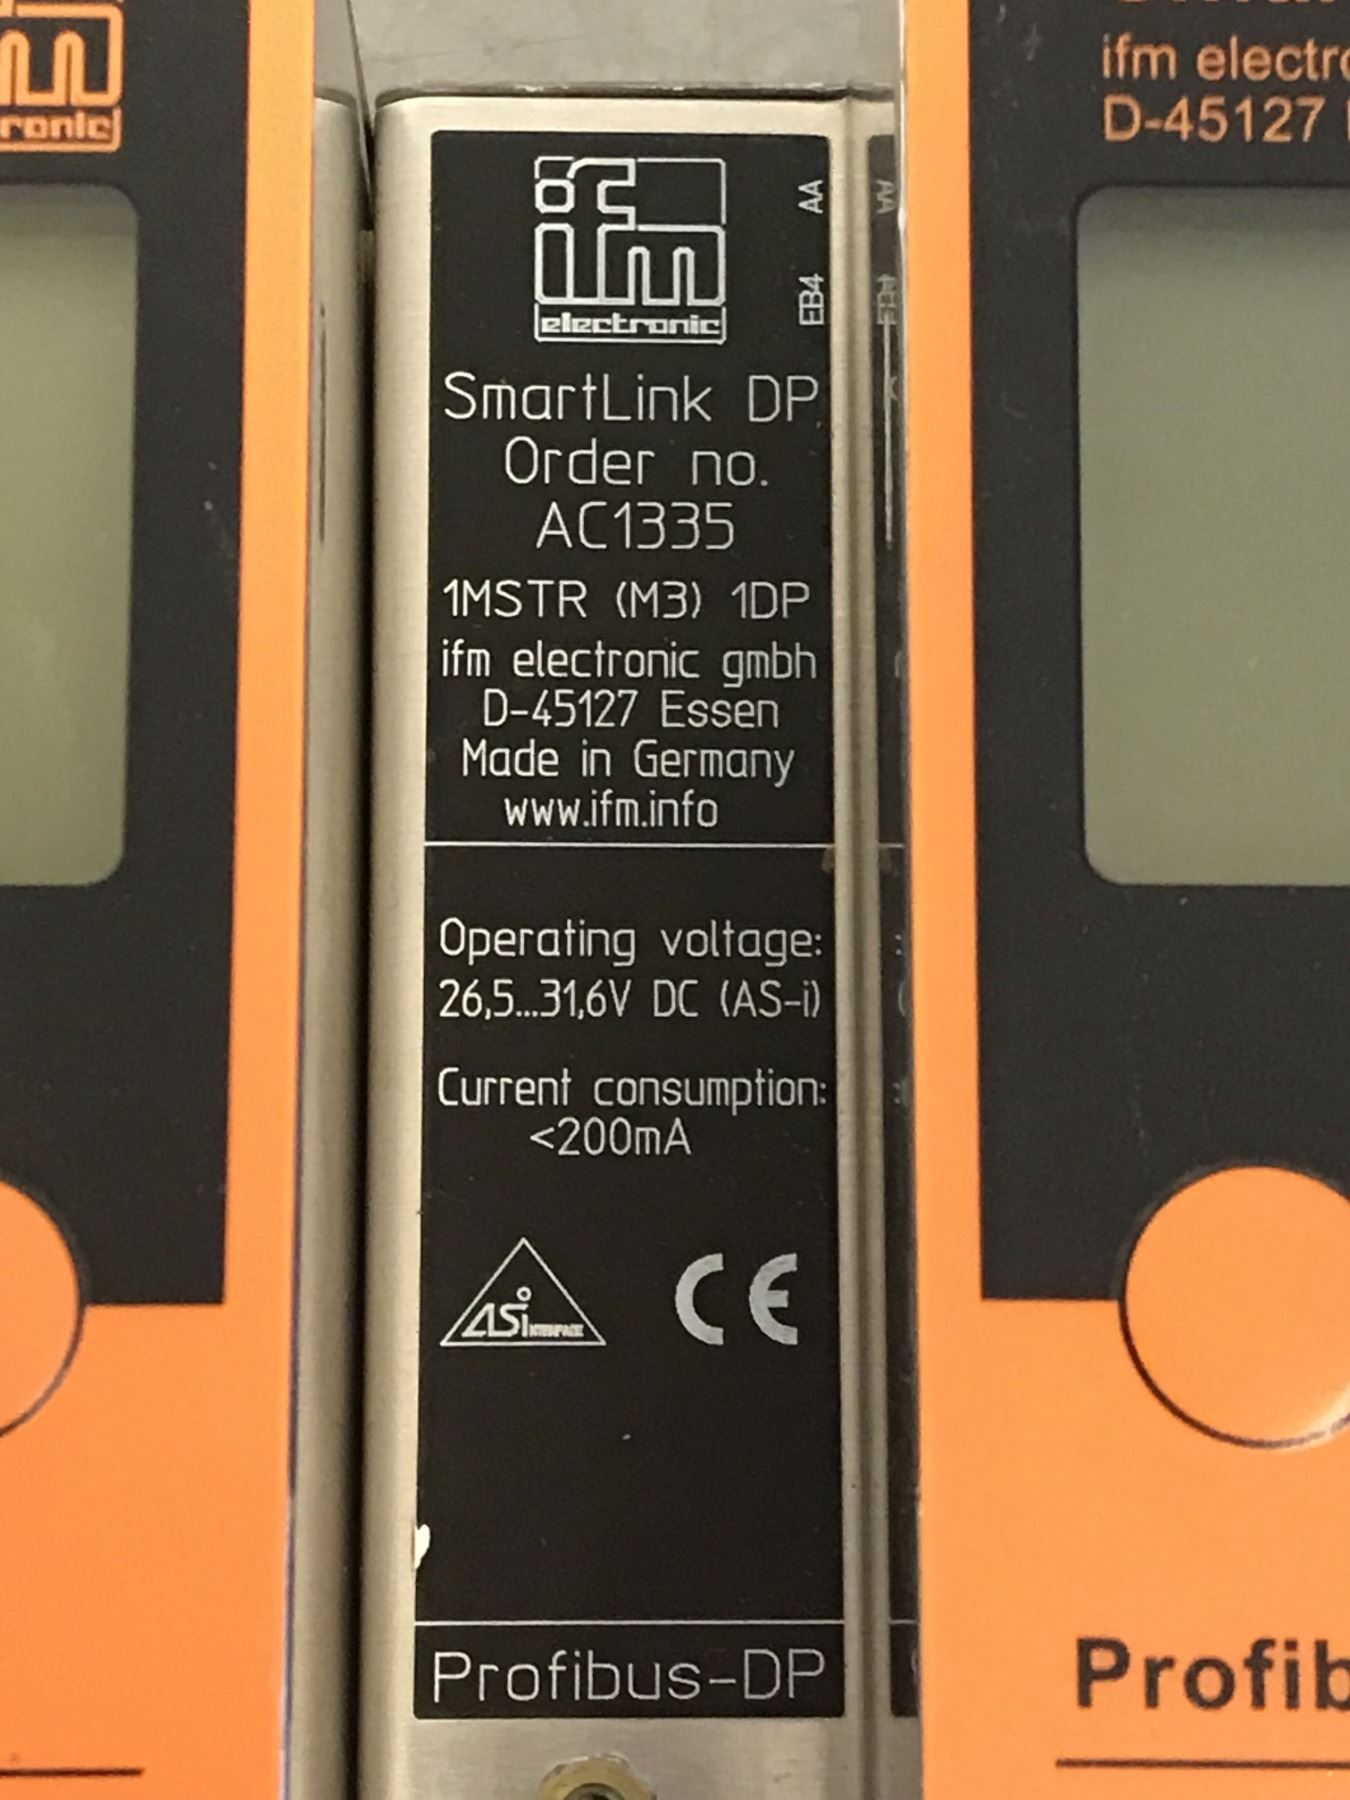 ronic
ifm
electronic
AA
EB4
SmartLink DP
Order no.
AC1335
1MSTR (M3) 1DP
ifm electronic gmbh
D-45127 Essen
Made in Germany
www.ifm.info
Operating voltage:
26,5...31,6V DC (AS-i)
Current consumption:
<200mA
ASi INTERFACE
CE
Profibus-DP
ifm electro
D-45127
Profib